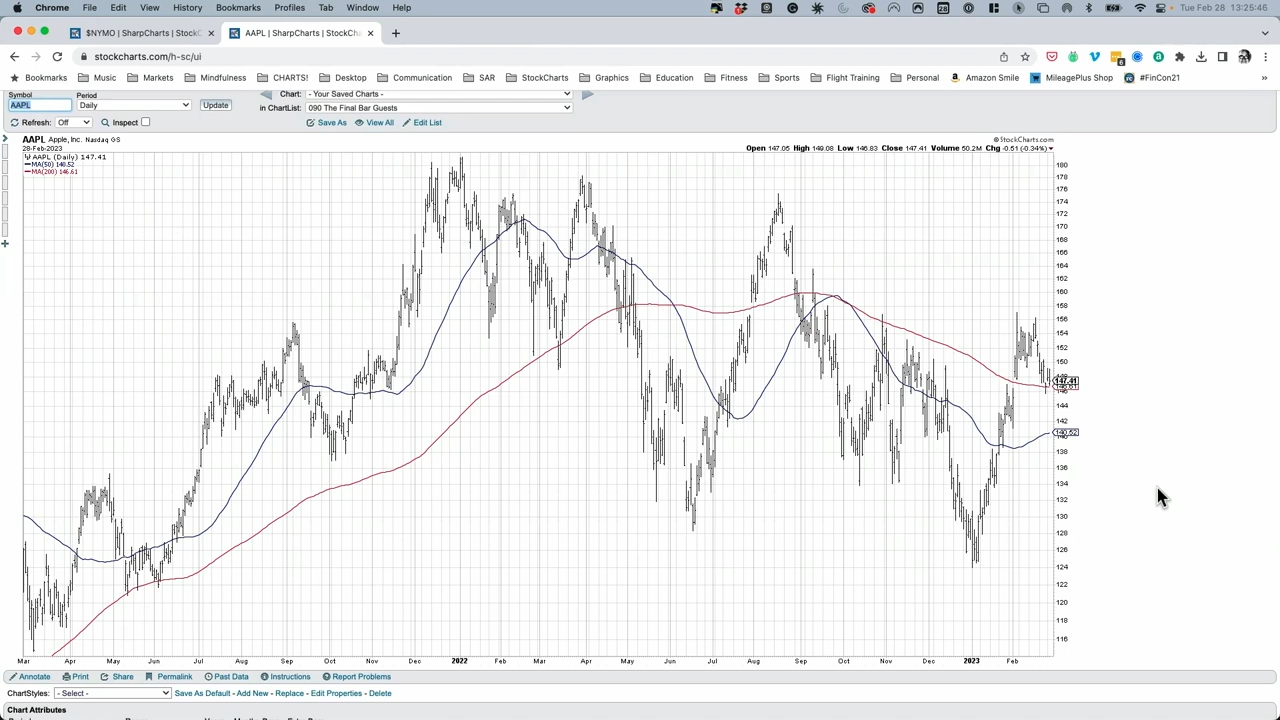 Chrome File Edit View History Bookmarks Profiles Tab Window Help Tue Feb 28 13:25:46
$NYMO | SharpCharts | StockC AAPL | SharpCharts | StockCha
stockcharts.com/h-sc/ui
Bookmarks Music Markets Mindfulness CHARTS! Desktop Communication SAR StockCharts Graphics Education Fitness Sports Flight Training Personal Amazon Smile MileagePlus Shop #FinCon21 »
Symbol Period Chart: - Your Saved Charts -
AAPL Daily Update in ChartList: 090 The Final Bar Guests
Refresh: Off Inspect Save As View All Edit List
AAPL Apple, Inc. Nasdaq GS © StockCharts.com
28-Feb-2023 Open 147.05 High 149.08 Low 146.83 Close 147.41 Volume 50.2M Chg -0.51 (-0.34%)
AAPL (Daily) 147.41
MA(50) 140.52
MA(200) 146.61
180
178
176
174
172
170
168
166
164
162
160
158
156
154
152
150
147.41
144
142
140.52
138
136
134
132
130
128
126
124
122
120
118
116
Mar Apr May Jun Jul Aug Sep Oct Nov Dec 2022 Feb Mar Apr May Jun Jul Aug Sep Oct Nov Dec 2023 Feb
Annotate Print Share Permalink Past Data Instructions Report Problems
ChartStyles: - Select - Save As Default - Add New - Replace - Edit Properties - Delete
Chart Attributes